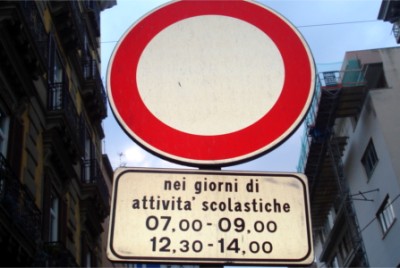 nei giorni di
attivita' scolastiche
07,00-09,00
12,30-14,00